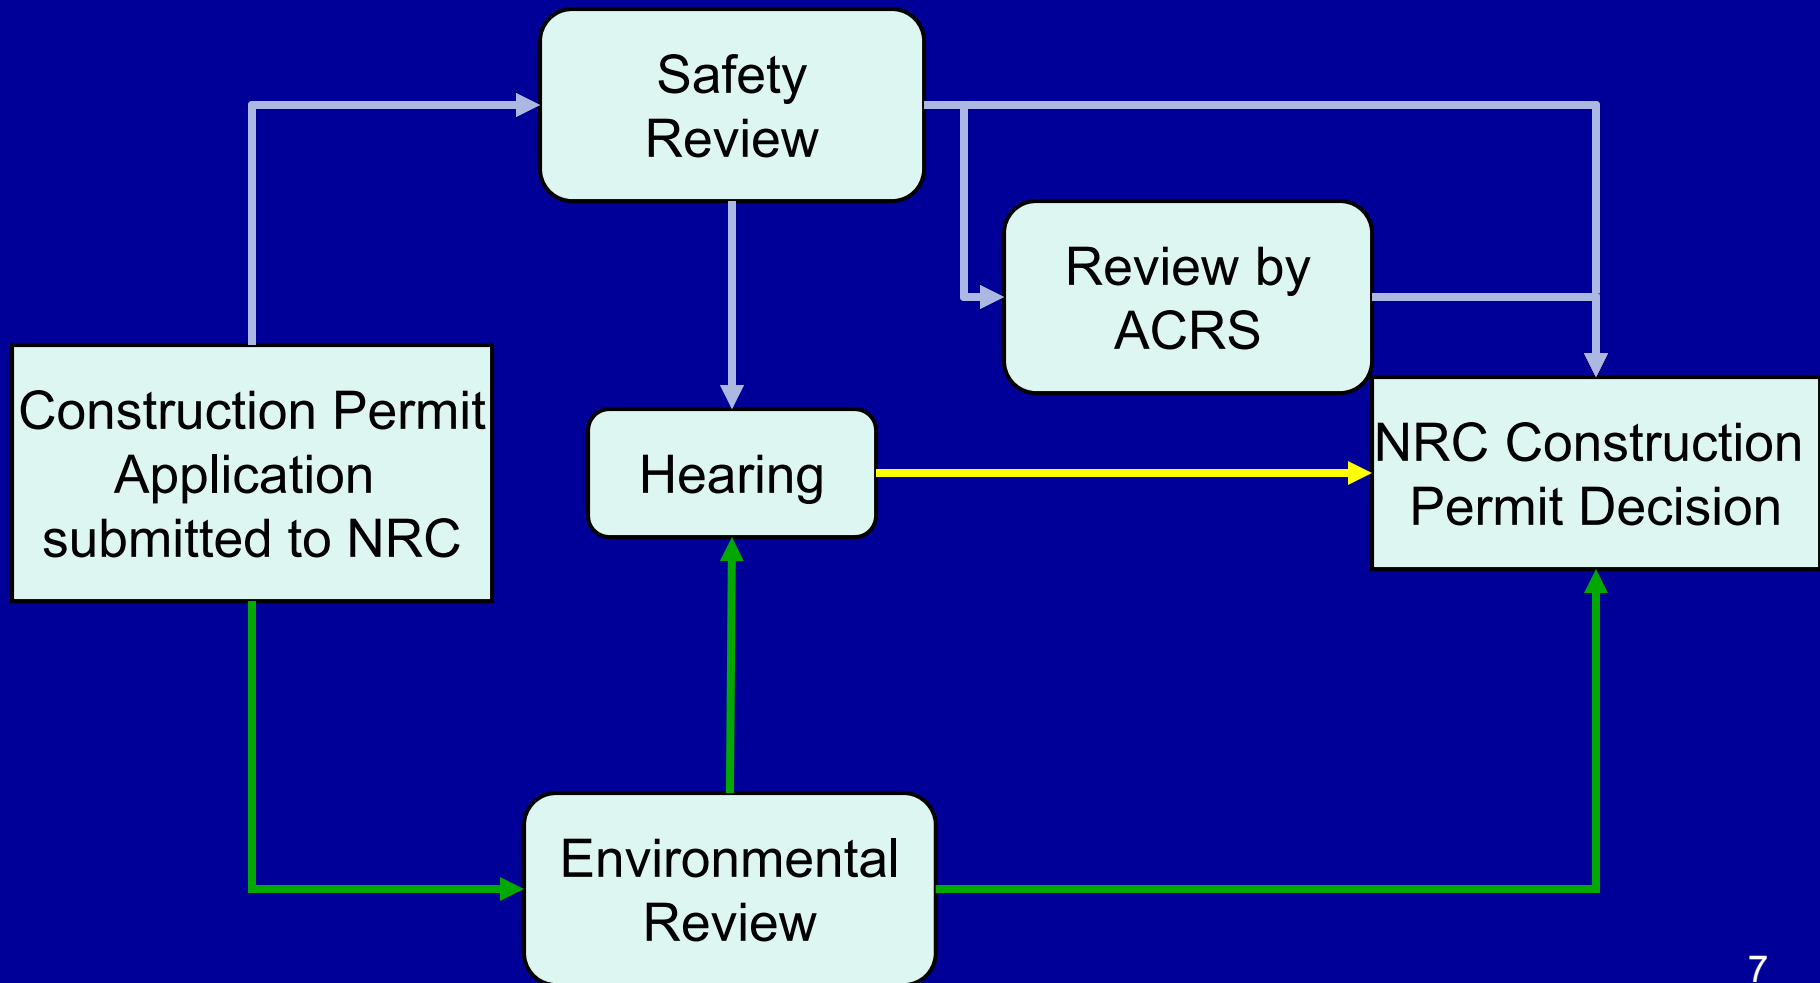 Safety
Review
Review by
ACRS
Construction Permit
Application
submitted to NRC
Hearing
NRC Construction
Permit Decision
Environmental
Review
7